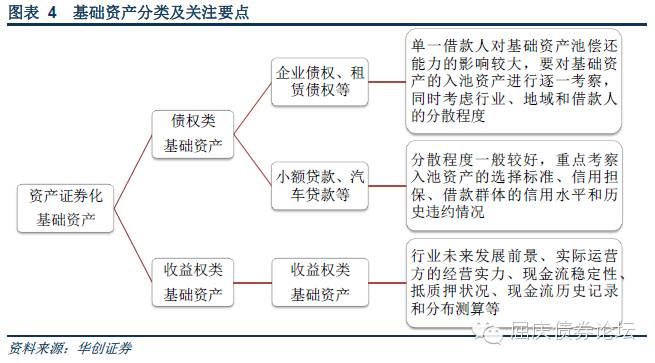 图表 4 基础资产分类及关注要点
资产证券化
基础资产
债权类
基础资产
企业债权、租
赁债权等
单一借款人对基础资产池偿还
能力的影响较大，要对基础资
产的入池资产进行逐一考察，
同时考虑行业、地域和借款人
的分散程度
小额贷款、汽
车贷款等
分散程度一般较好，重点考察
入池资产的选择标准、信用担
保、借款群体的信用水平和历
史违约情况
收益权类
基础资产
收益权类
基础资产
行业未来发展前景、实际运营
方的经营实力、现金流稳定性、
抵质押状况、现金流历史记录
和分布测算等
资料来源：华创证券
屈庆债券论坛